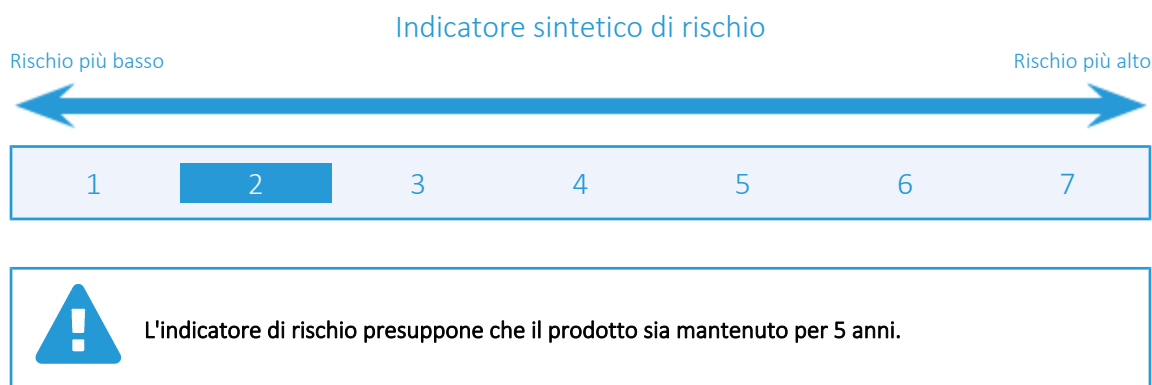 Indicatore sintetico di rischio
Rischio più basso
Rischio più alto
1 2 3 4 5 6 7
L'indicatore di rischio presuppone che il prodotto sia mantenuto per 5 anni.